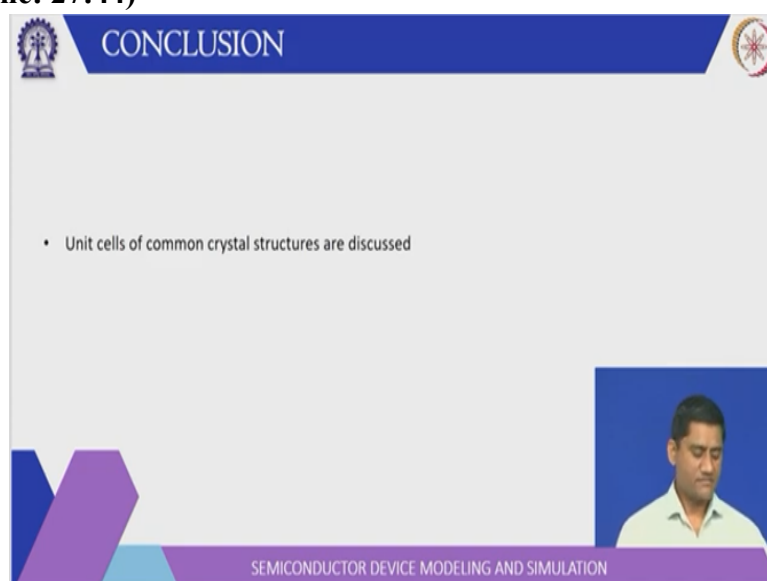 CONCLUSION
• Unit cells of common crystal structures are discussed
SEMICONDUCTOR DEVICE MODELING AND SIMULATION